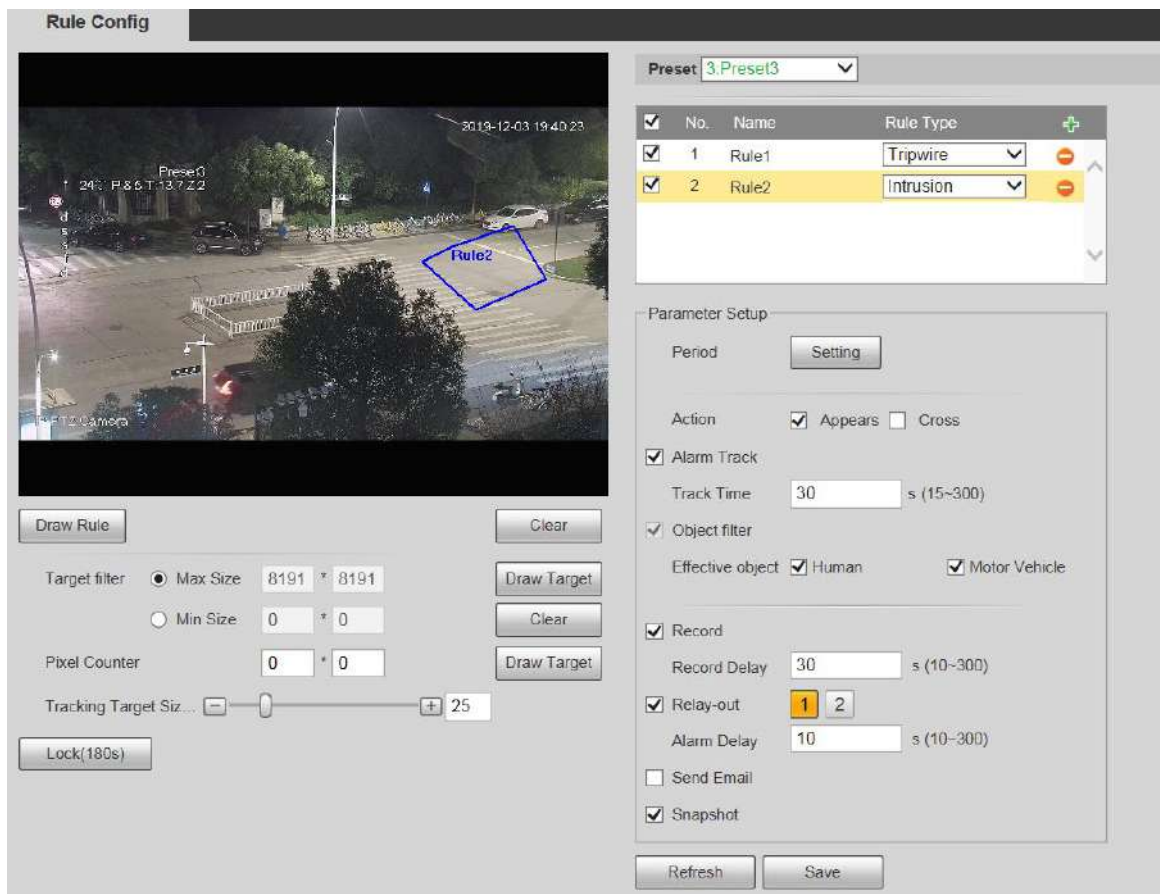 Rule Config
2019-12-03 19:40:23
Preset3
Rule2
PTZ Camera
Draw Rule
Clear
Target filter Max Size 8191 * 8191 Draw Target
Min Size 0 * 0 Clear
Pixel Counter 0 * 0 Draw Target
Tracking Target Siz... − + 25
Lock(180s)
Preset 3:Preset3
No. Name Rule Type
1 Rule1 Tripwire
2 Rule2 Intrusion
Parameter Setup
Period Setting
Action Appears Cross
Alarm Track
Track Time 30 s (15~300)
Object filter
Effective object Human Motor Vehicle
Record
Record Delay 30 s (10~300)
Relay-out 1 2
Alarm Delay 10 s (10~300)
Send Email
Snapshot
Refresh Save